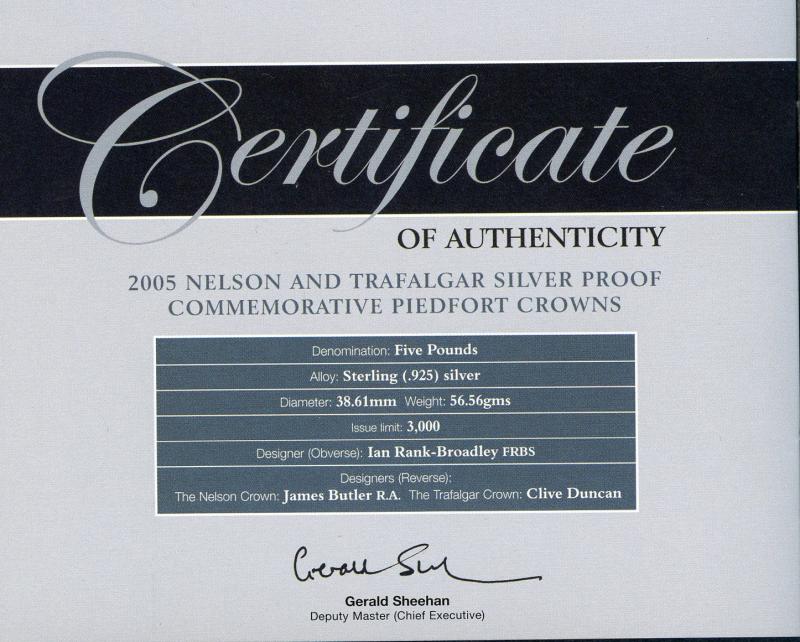 Certificate
OF AUTHENTICITY
2005 NELSON AND TRAFALGAR SILVER PROOF
COMMEMORATIVE PIEDFORT CROWNS
Denomination: Five Pounds
Alloy: Sterling (.925) silver
Diameter: 38.61mm Weight: 56.56gms
Issue limit: 3,000
Designer (Obverse): Ian Rank-Broadley FRBS
Designers (Reverse):
The Nelson Crown: James Butler R.A. The Trafalgar Crown: Clive Duncan
Gerald Sheehan
Deputy Master (Chief Executive)